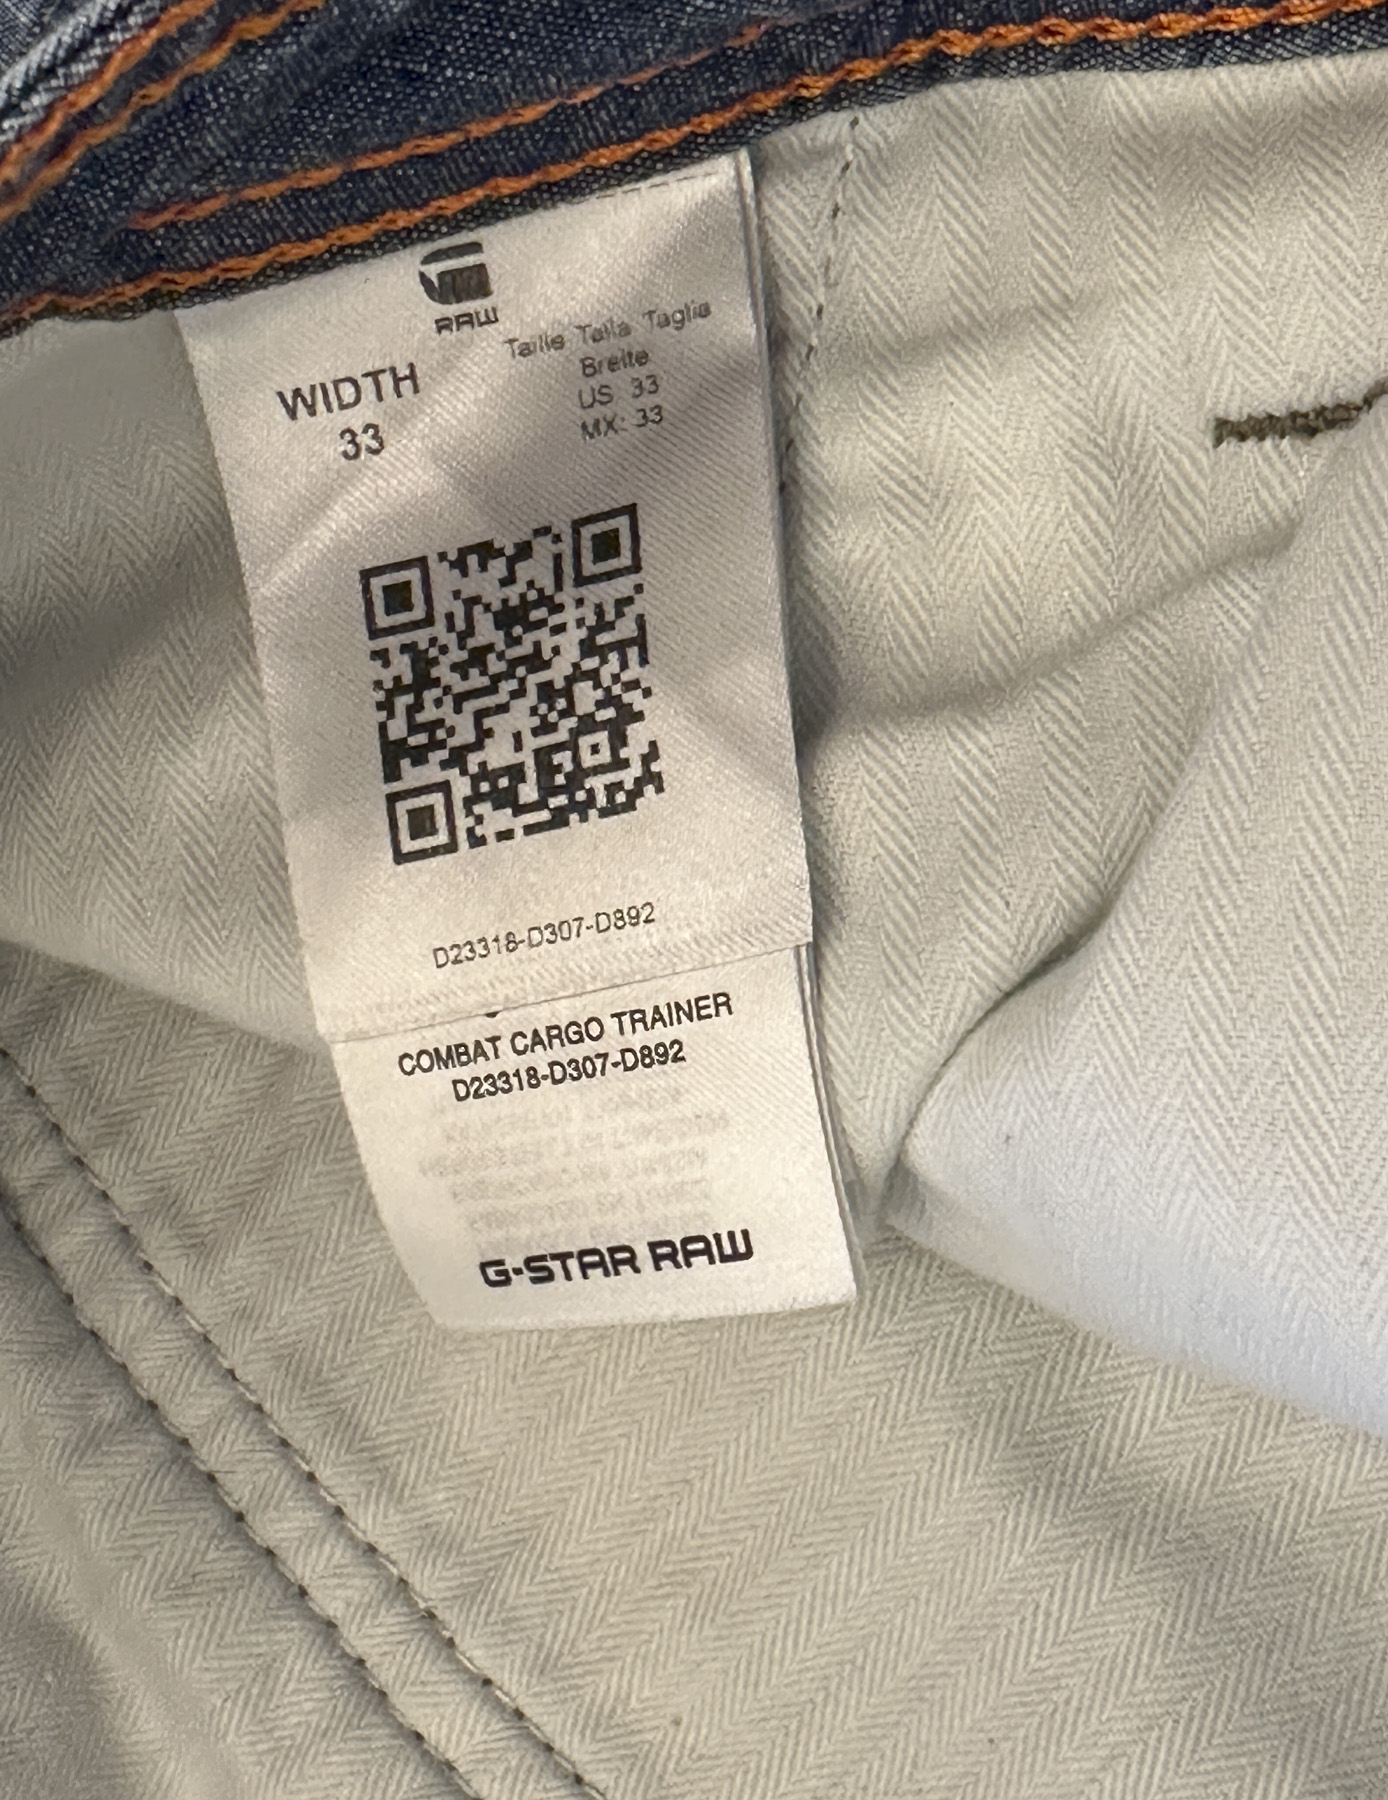 RAW
WIDTH
33
Taille Talla Taglia
Breite
US 33
MX: 33
D23318-D307-D892
COMBAT CARGO TRAINER
D23318-D307-D892
G-STAR RAW